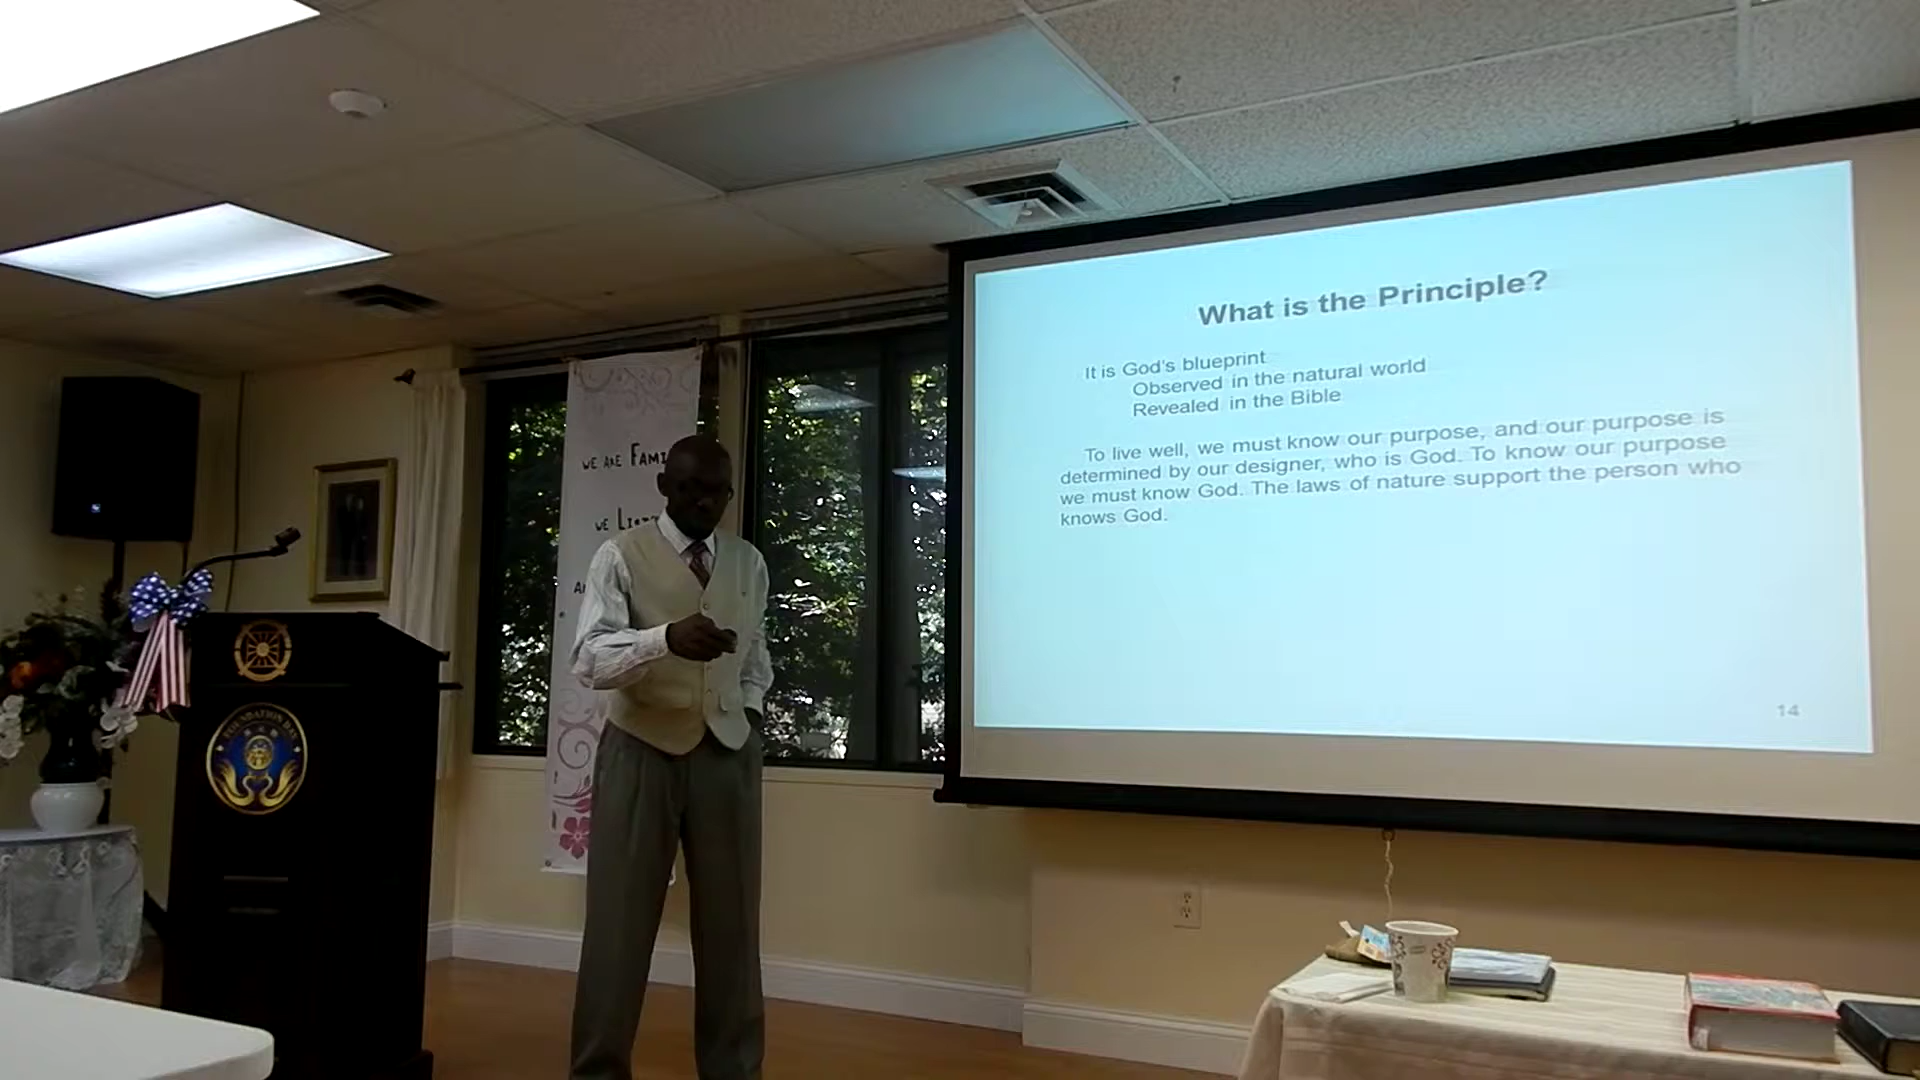 What is the Principle?
It is God's blueprint
Observed in the natural world
Revealed in the Bible
To live well, we must know our purpose, and our purpose is
determined by our designer, who is God. To know our purpose
we must know God. The laws of nature support the person who
knows God.
14
WE ARE FAMI
WE
FOUNDATION DAY